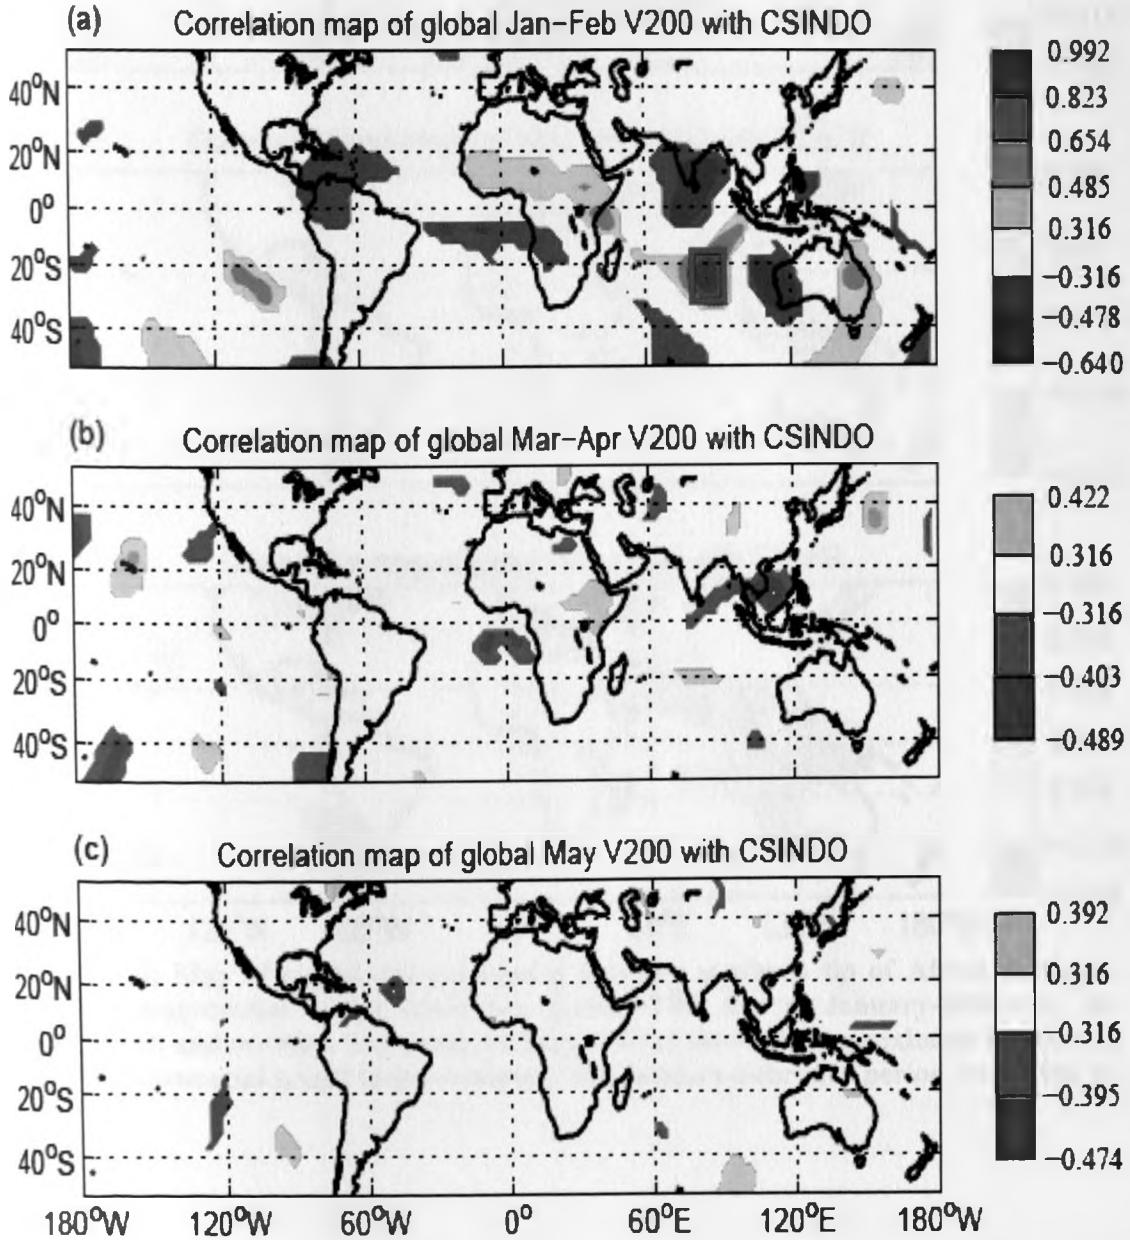 (a)
Correlation map of global Jan–Feb V200 with CSINDO
40°N
20°N
0°
20°S
40°S
0.992
0.823
0.654
0.485
0.316
−0.316
−0.478
−0.640
(b)
Correlation map of global Mar–Apr V200 with CSINDO
40°N
20°N
0°
20°S
40°S
0.422
0.316
−0.316
−0.403
−0.489
(c)
Correlation map of global May V200 with CSINDO
40°N
20°N
0°
20°S
40°S
0.392
0.316
−0.316
−0.395
−0.474
180°W 120°W 60°W 0° 60°E 120°E 180°W